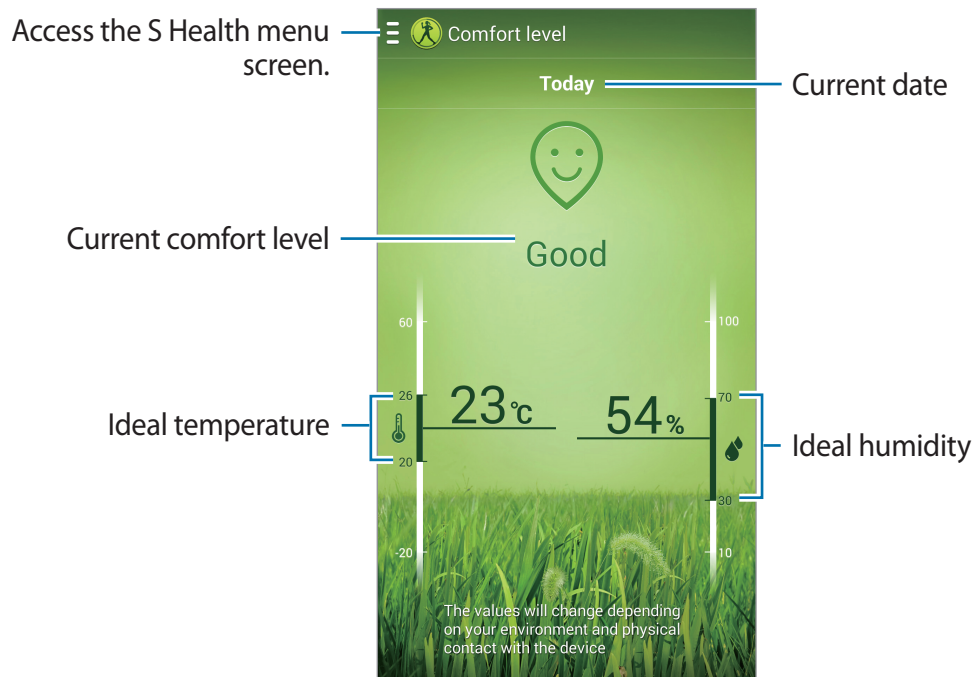 Access the S Health menu
screen.
Comfort level
Today
Current date
Current comfort level
Good
60
100
26
70
23°C
54%
Ideal temperature
Ideal humidity
20
30
-20
10
The values will change depending
on your environment and physical
contact with the device